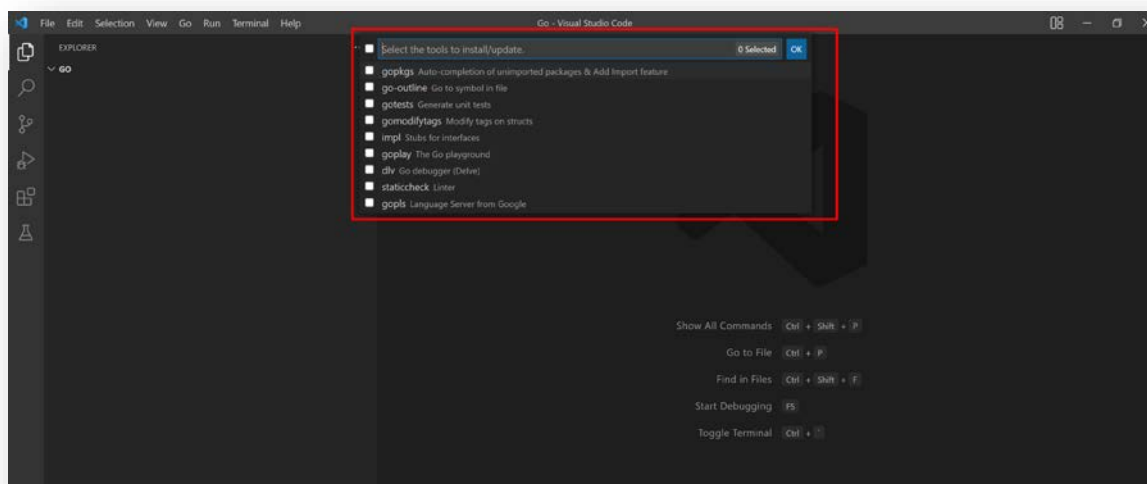 File Edit Selection View Go Run Terminal Help
Go - Visual Studio Code
EXPLORER
GO
Select the tools to install/update.
0 Selected
OK
gopkgs Auto-completion of unimported packages & Add Import feature
go-outline Go to symbol in file
gotests Generate unit tests
gomodifytags Modify tags on structs
impl Stubs for interfaces
goplay The Go playground
dlv Go debugger (Delve)
staticcheck Linter
gopls Language Server from Google
Show All Commands Ctrl + Shift + P
Go to File Ctrl + P
Find in Files Ctrl + Shift + F
Start Debugging F5
Toggle Terminal Ctrl + `